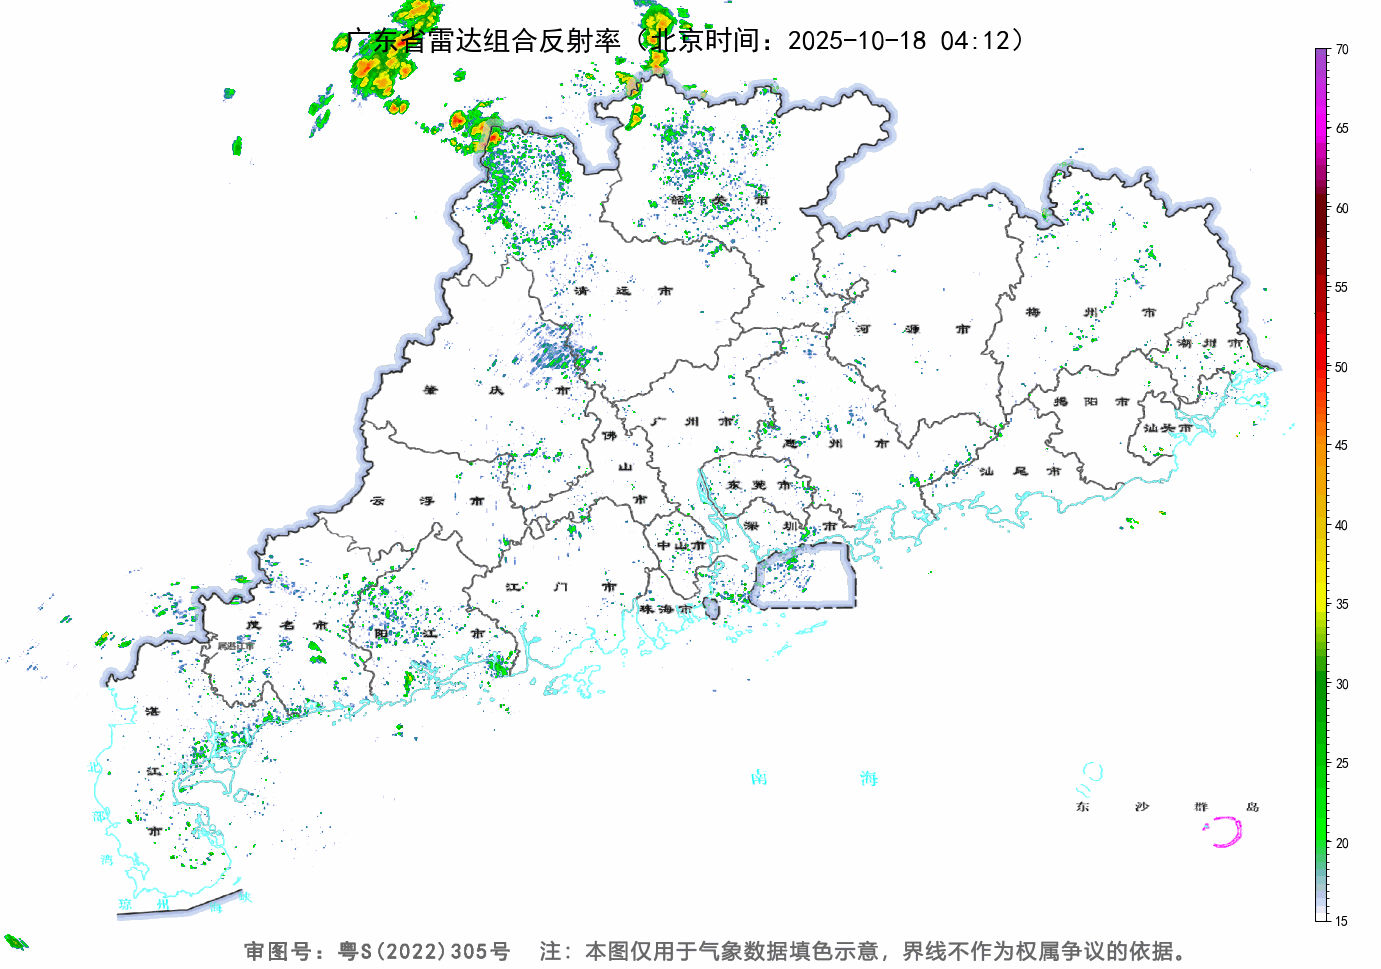 广东省雷达组合反射率（北京时间：2025-10-18 04:12）
70
65
60
55
50
45
40
35
30
25
20
15
韶关市
清远市
河源市
梅州市
潮州市
肇庆市
广州市
佛山市
惠州市
揭阳市
汕头市
云浮市
东莞市
汕尾市
深圳市
中山市
江门市
珠海市
茂名市
阳江市
属湛江市
湛江市
北部湾
琼州海峡
南海
东沙群岛
审图号：粤S(2022)305号 注：本图仅用于气象数据填色示意，界线不作为权属争议的依据。